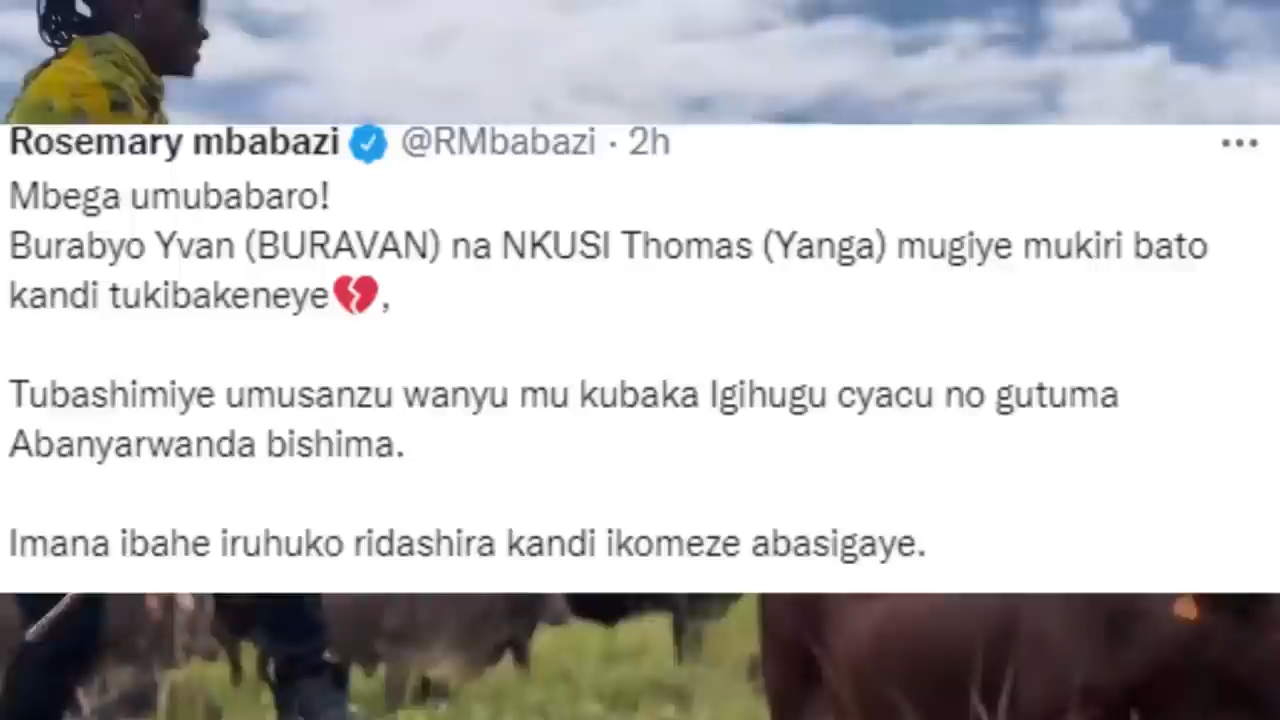 Rosemary mbabazi @RMbabazi · 2h
Mbega umubabaro!
Burabyo Yvan (BURAVAN) na NKUSI Thomas (Yanga) mugiye mukiri bato
kandi tukibakeneye💔,
Tubashimiye umusanzu wanyu mu kubaka Igihugu cyacu no gutuma
Abanyarwanda bishima.
Imana ibahe iruhuko ridashira kandi ikomeze abasigaye.